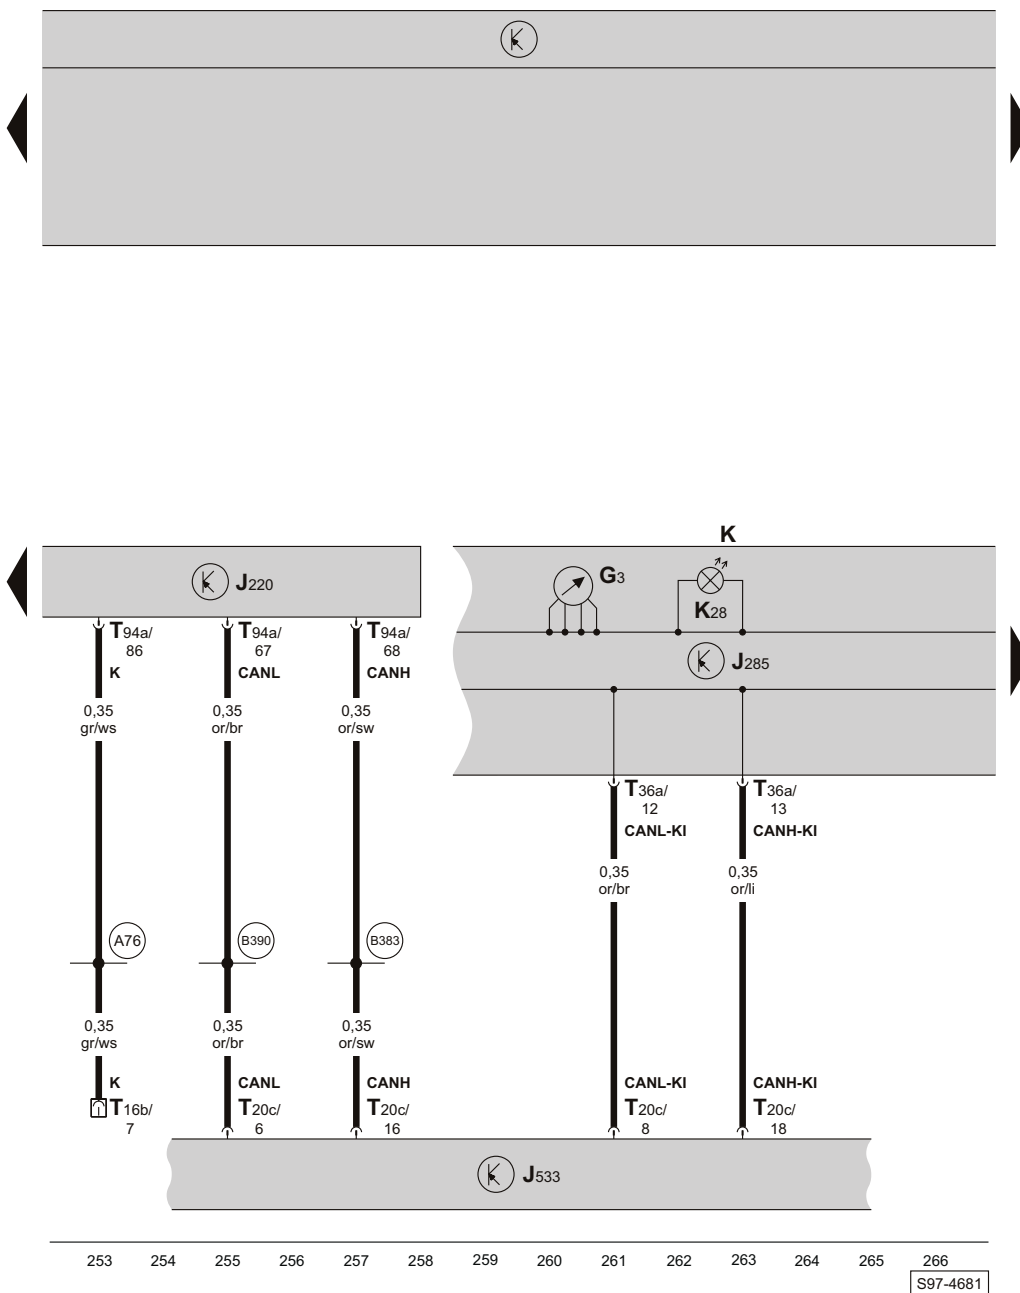 K
G3
K28
J220
J285
T94a/ T94a/ T94a/
86 67 68
K CANL CANH
0,35 0,35 0,35
gr/ws or/br or/sw
T36a/ T36a/
12 13
CANL-KI CANH-KI
0,35 0,35
or/br or/li
A76 B390 B383
0,35 0,35 0,35
gr/ws or/br or/sw
K CANL CANH CANL-KI CANH-KI
T16b/ T20c/ T20c/ T20c/ T20c/
7 6 16 8 18
J533
253 254 255 256 257 258 259 260 261 262 263 264 265 266
S97-4681